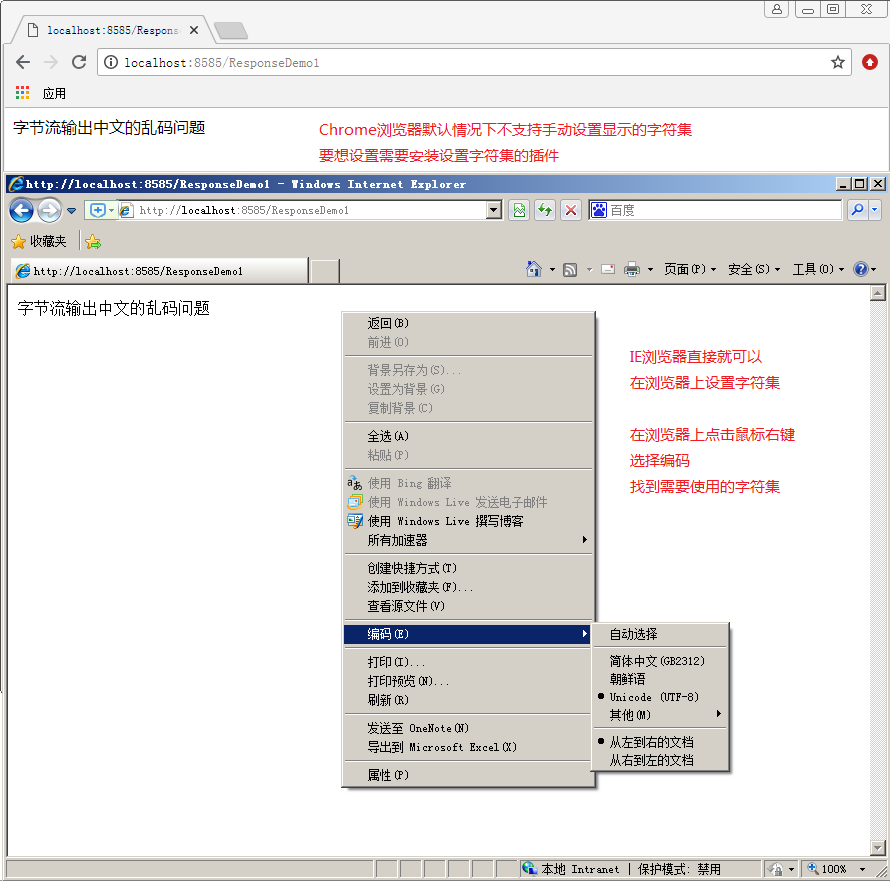 localhost:8585/Respons
localhost:8585/ResponseDemo1
应用
字节流输出中文的乱码问题
Chrome浏览器默认情况下不支持手动设置显示的字符集
要想设置需要安装设置字符集的插件
http://localhost:8585/ResponseDemo1 - Windows Internet Explorer
http://localhost:8585/ResponseDemo1
百度
收藏夹
http://localhost:8585/ResponseDemo1
页面(P)
安全(S)
工具(O)
字节流输出中文的乱码问题
返回(B)
前进(O)
背景另存为(S)...
设置为背景(G)
复制背景(C)
全选(A)
粘贴(P)
使用 Bing 翻译
使用 Windows Live 发送电子邮件
使用 Windows Live 撰写博客
所有加速器
创建快捷方式(T)
添加到收藏夹(F)...
查看源文件(V)
编码(E)
打印(I)...
打印预览(N)...
刷新(R)
发送至 OneNote(N)
导出到 Microsoft Excel(X)
属性(P)
自动选择
简体中文(GB2312)
朝鲜语
Unicode (UTF-8)
其他(M)
从左到右的文档
从右到左的文档
IE浏览器直接就可以
在浏览器上设置字符集
在浏览器上点击鼠标右键
选择编码
找到需要使用的字符集
本地 Intranet | 保护模式: 禁用
100%